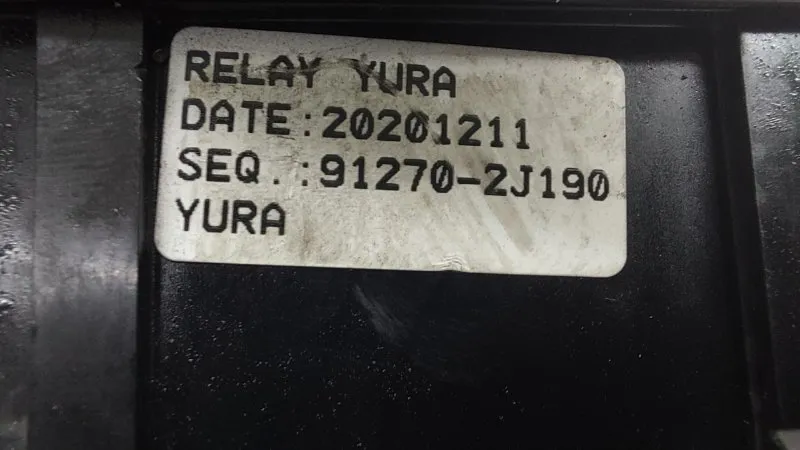 RELAY YURA
DATE:20201211
SEQ.:91270-2J190
YURA